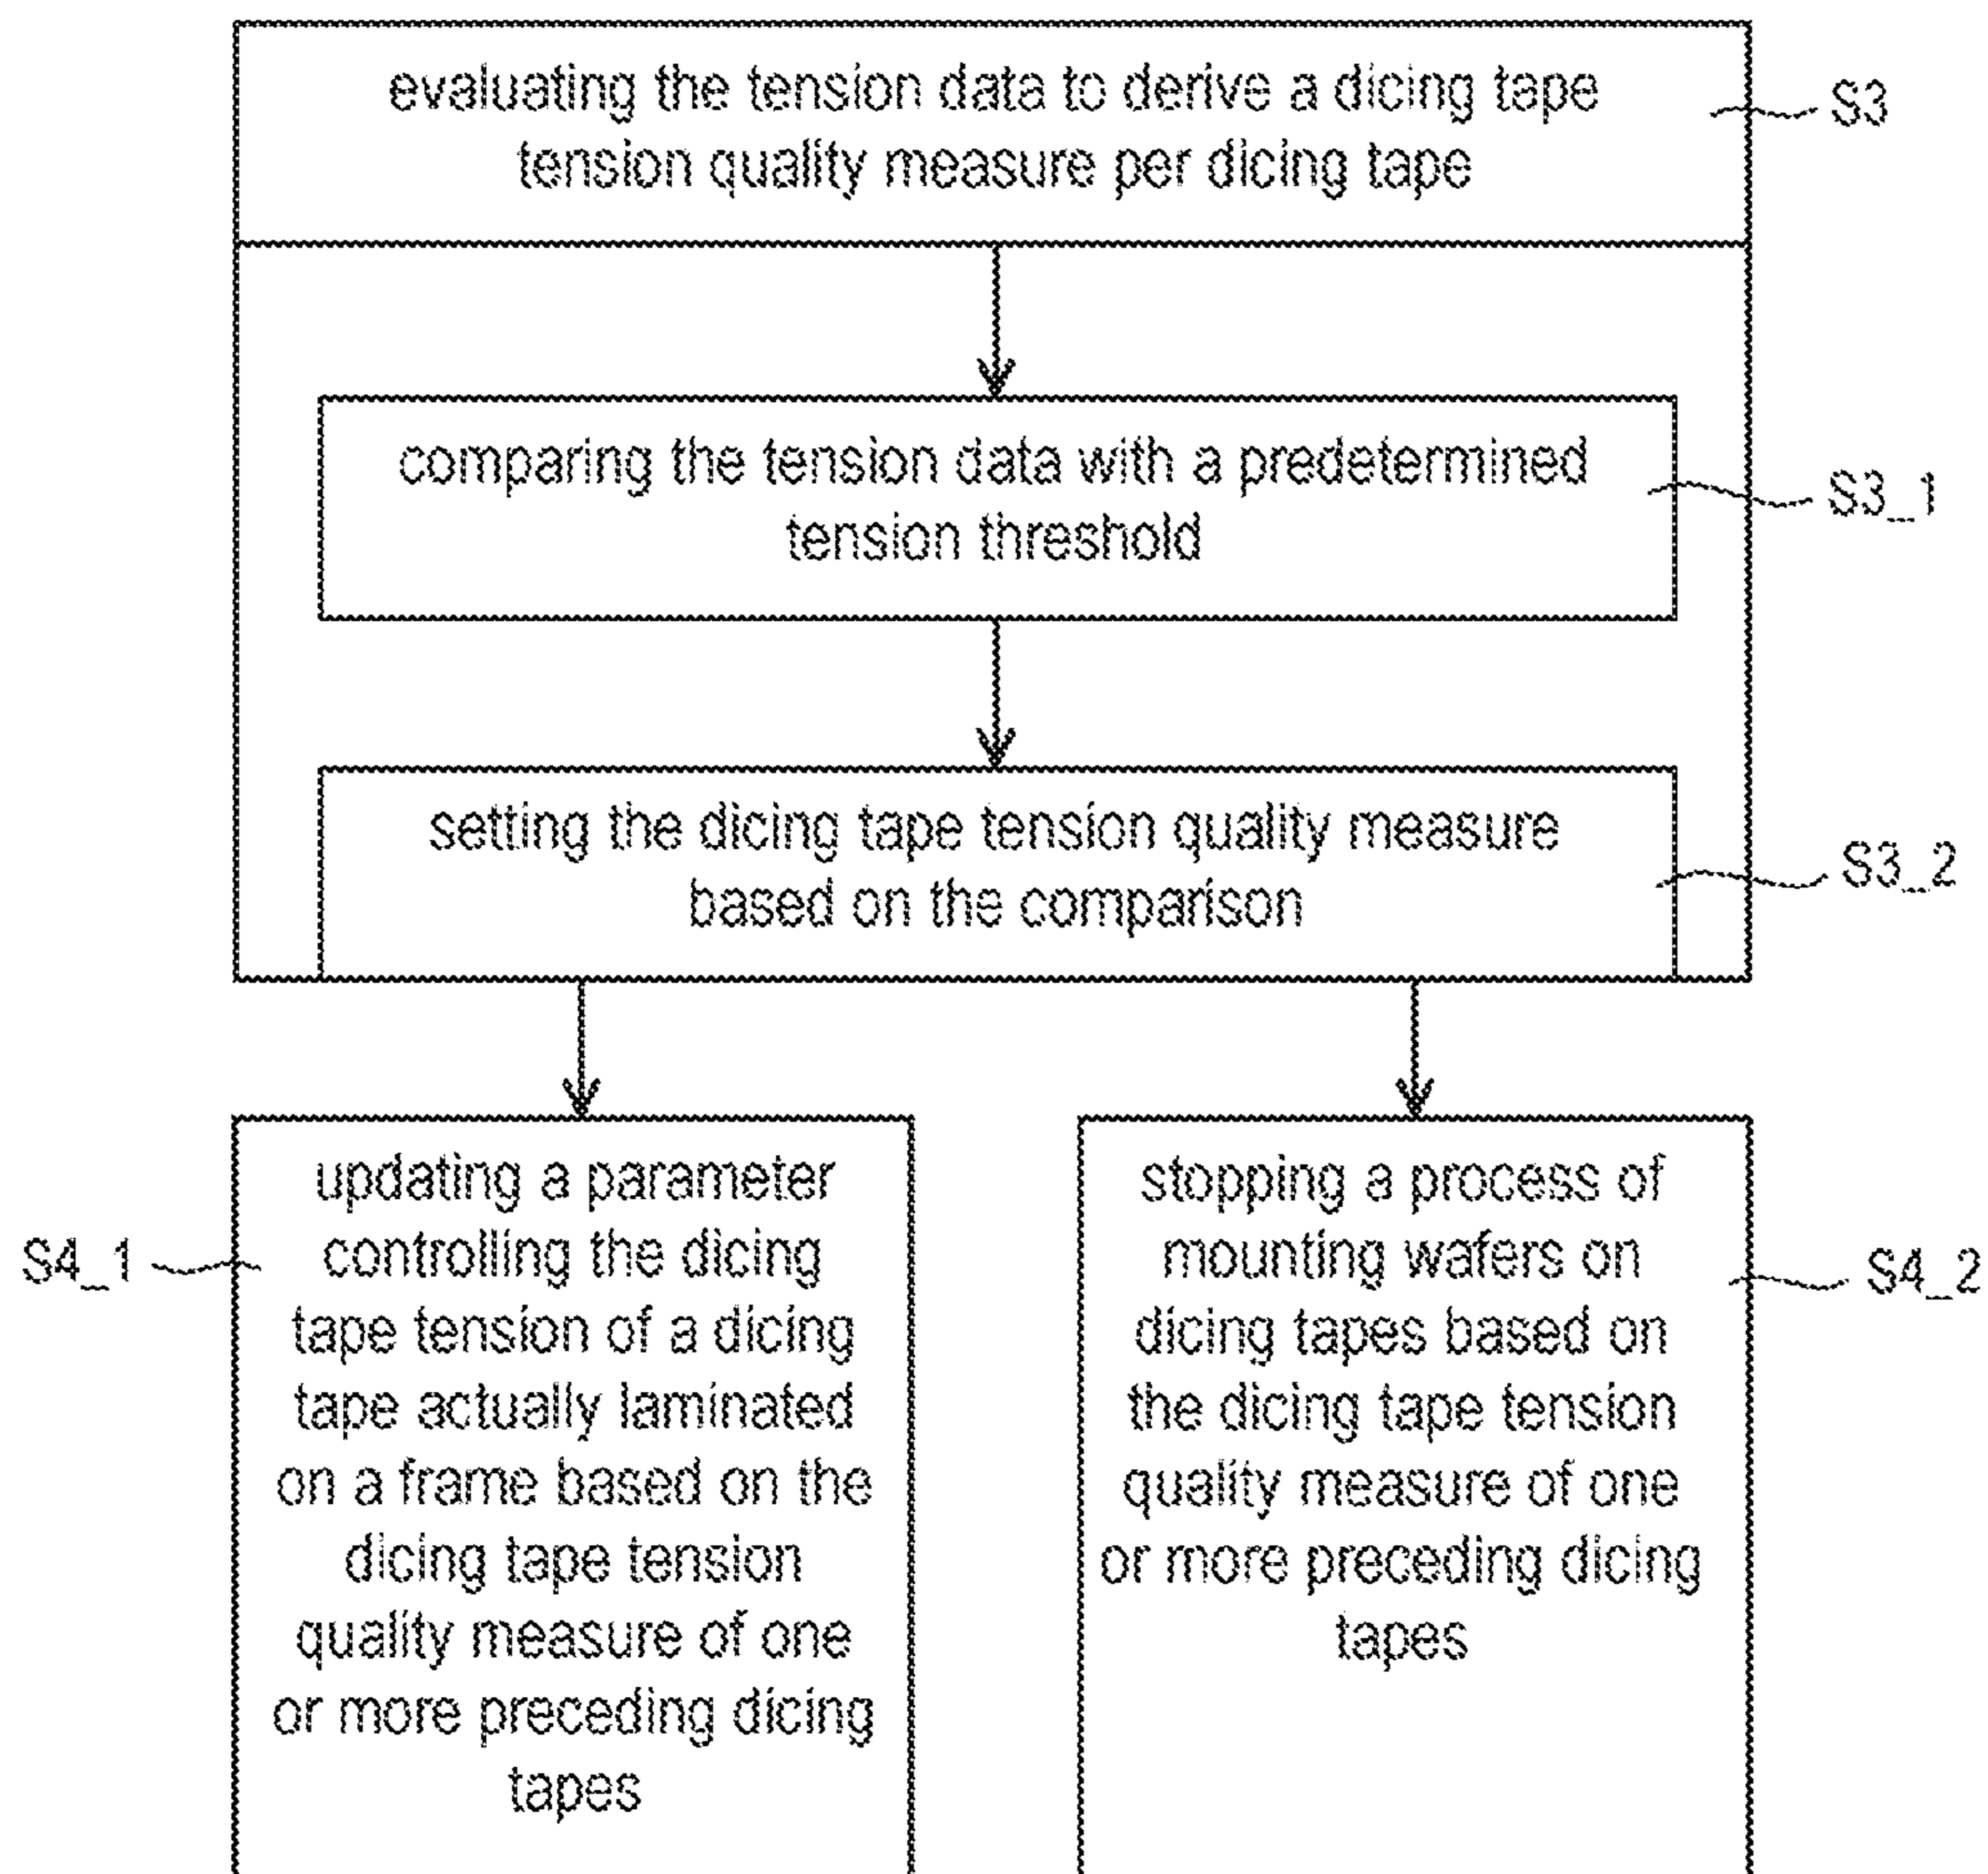 evaluating the tension data to derive a dicing tape
tension quality measure per dicing tape
S3
comparing the tension data with a predetermined
tension threshold
S3_1
setting the dicing tape tension quality measure
based on the comparison
S3_2
updating a parameter
controlling the dicing
tape tension of a dicing
tape actually laminated
on a frame based on the
dicing tape tension
quality measure of one
or more preceding dicing
tapes
S4_1
stopping a process of
mounting wafers on
dicing tapes based on
the dicing tape tension
quality measure of one
or more preceding dicing
tapes
S4_2